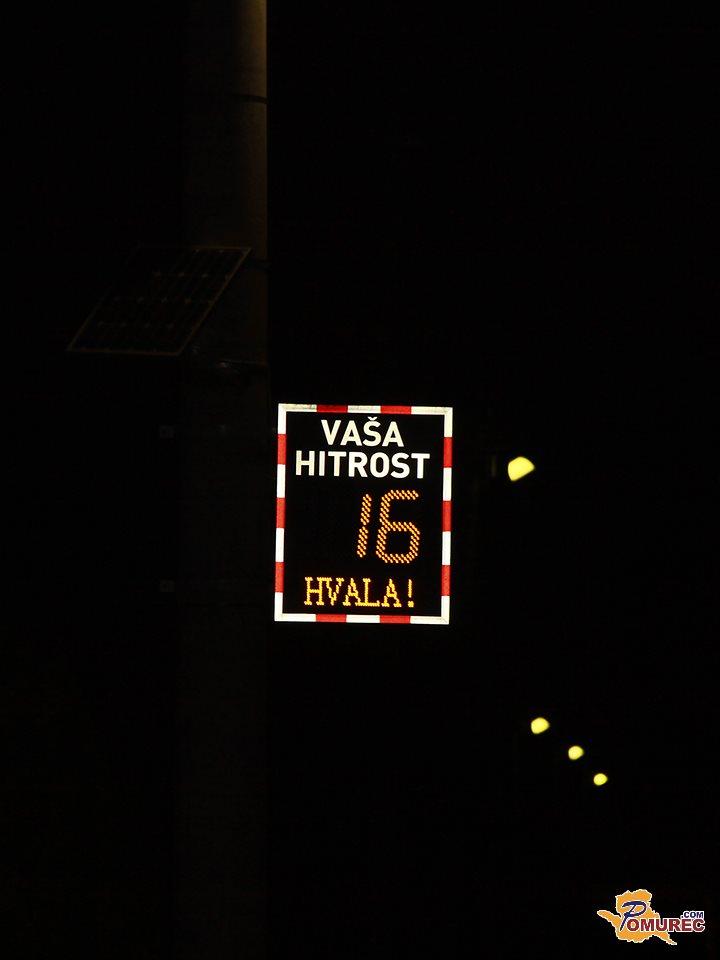 VAŠA
HITROST
16
HVALA!
POMUREC.COM